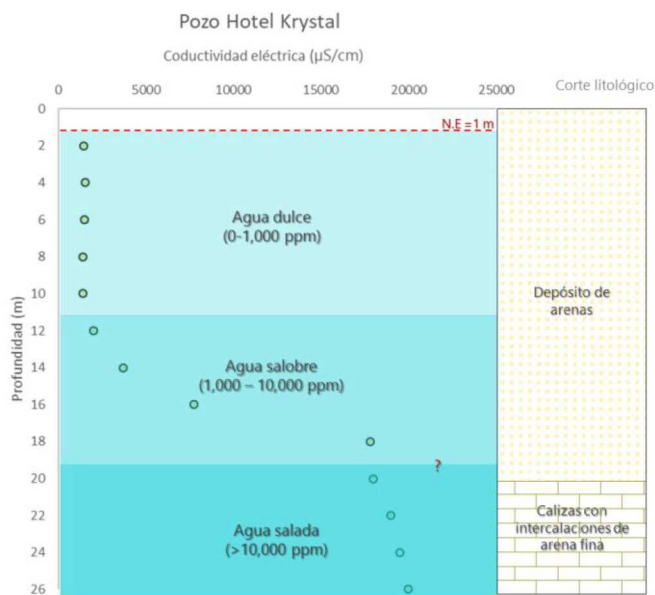 Pozo Hotel Krystal
Coductividad eléctrica (µS/cm)
0 5000 10000 15000 20000 25000
Corte litológico
0
N.E =1 m
2
4
6
Agua dulce
(0-1,000 ppm)
8
10
Depósito de
arenas
12
14
Agua salobre
(1,000 – 10,000 ppm)
16
18
?
20
22
Calizas con
intercalaciones de
arena fina
Agua salada
(>10,000 ppm)
24
26
Profundidad (m)